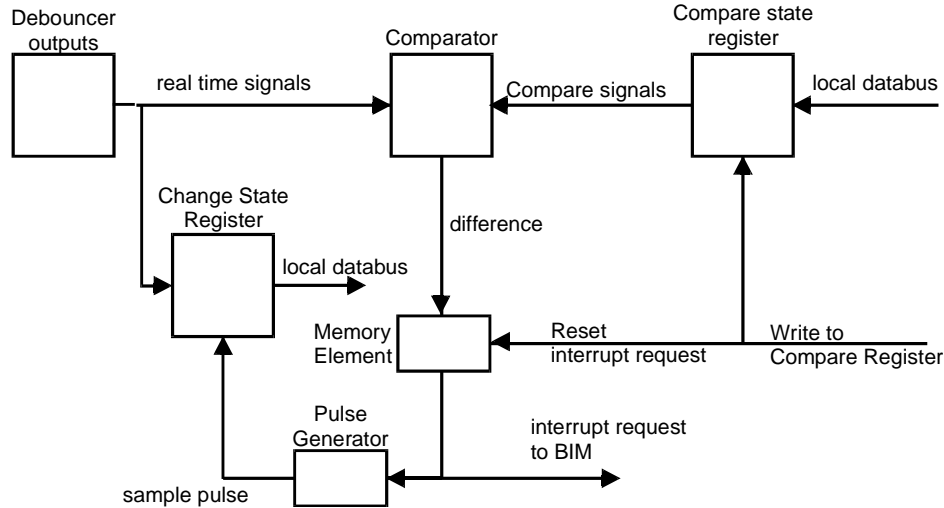 Debouncer
outputs
Comparator
Compare state
register
real time signals
Compare signals
local databus
Change State
Register
difference
local databus
Memory
Element
Reset
interrupt request
Write to
Compare Register
Pulse
Generator
interrupt request
to BIM
sample pulse